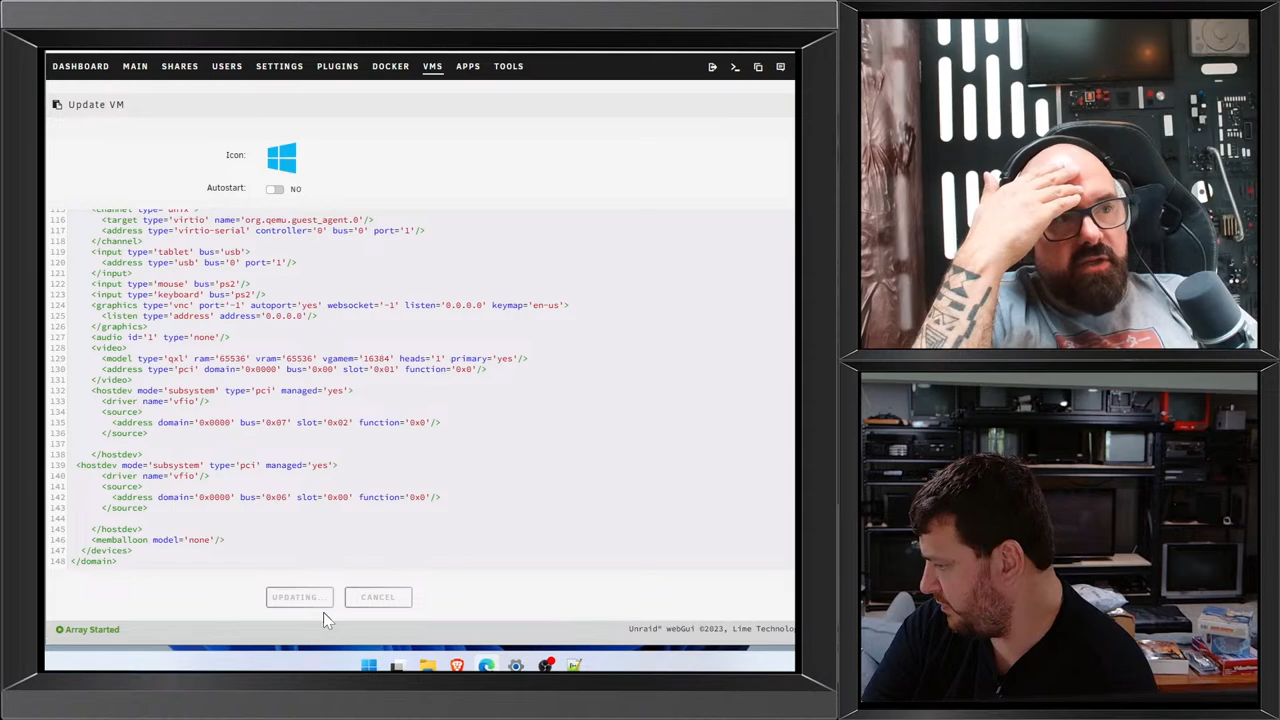 DASHBOARD MAIN SHARES USERS SETTINGS PLUGINS DOCKER VMS APPS TOOLS
Update VM
Icon:
Autostart: NO
115 <channel type='unix'>
116 <target type='virtio' name='org.qemu.guest_agent.0'/>
117 <address type='virtio-serial' controller='0' bus='0' port='1'/>
118 </channel>
119 <input type='tablet' bus='usb'>
120 <address type='usb' bus='0' port='1'/>
121 </input>
122 <input type='mouse' bus='ps2'/>
123 <input type='keyboard' bus='ps2'/>
124 <graphics type='vnc' port='-1' autoport='yes' websocket='-1' listen='0.0.0.0' keymap='en-us'>
125 <listen type='address' address='0.0.0.0'/>
126 </graphics>
127 <audio id='1' type='none'/>
128 <video>
129 <model type='qxl' ram='65536' vram='65536' vgamem='16384' heads='1' primary='yes'/>
130 <address type='pci' domain='0x0000' bus='0x00' slot='0x01' function='0x0'/>
131 </video>
132 <hostdev mode='subsystem' type='pci' managed='yes'>
133 <driver name='vfio'/>
134 <source>
135 <address domain='0x0000' bus='0x07' slot='0x02' function='0x0'/>
136 </source>
137
138 </hostdev>
139 <hostdev mode='subsystem' type='pci' managed='yes'>
140 <driver name='vfio'/>
141 <source>
142 <address domain='0x0000' bus='0x06' slot='0x00' function='0x0'/>
143 </source>
144
145 </hostdev>
146 <memballoon model='none'/>
147 </devices>
148 </domain>
UPDATING... CANCEL
Array Started
Unraid® webGui ©2023, Lime Technolo